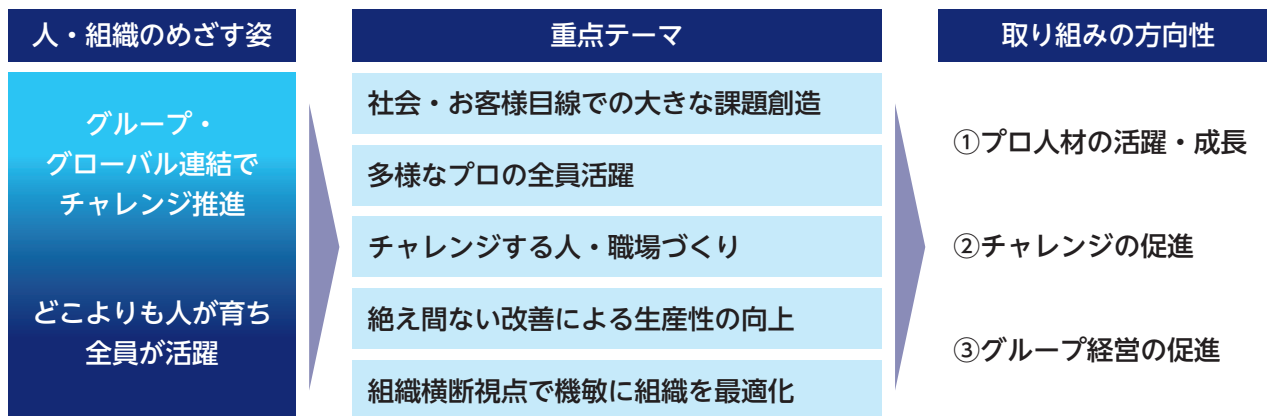 人・組織のめざす姿
グループ・
グローバル連結で
チャレンジ推進
どこよりも人が育ち
全員が活躍
重点テーマ
社会・お客様目線での大きな課題創造
多様なプロの全員活躍
チャレンジする人・職場づくり
絶え間ない改善による生産性の向上
組織横断視点で機敏に組織を最適化
取り組みの方向性
①プロ人材の活躍・成長
②チャレンジの促進
③グループ経営の促進